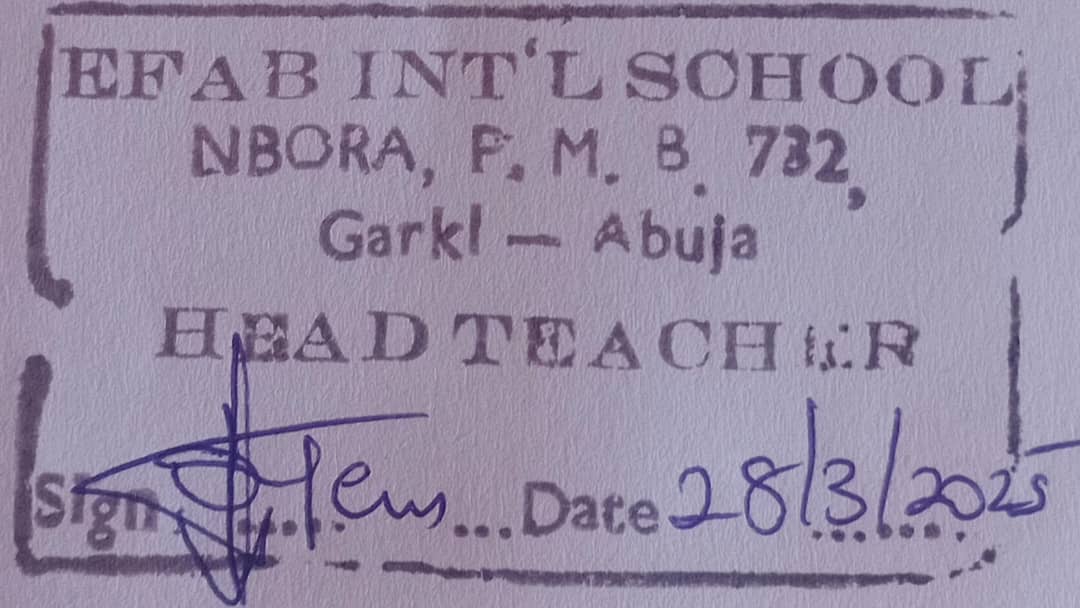 EFAB INT'L SCHOOL
NBORA, P. M. B. 732,
Garki — Abuja
HEAD TEACHER
Sign ........ Date 28/3/2025